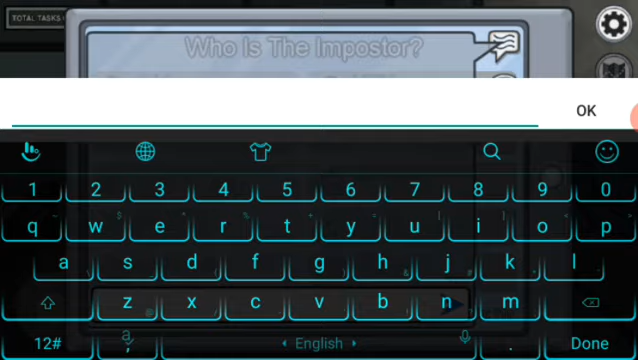 TOTAL TASKS
Who Is The Impostor?
OK
1 2 3 4 5 6 7 8 9 0
q w e r t y u i o p
a s d f g h j k l
z x c v b n m
12# , English . Done